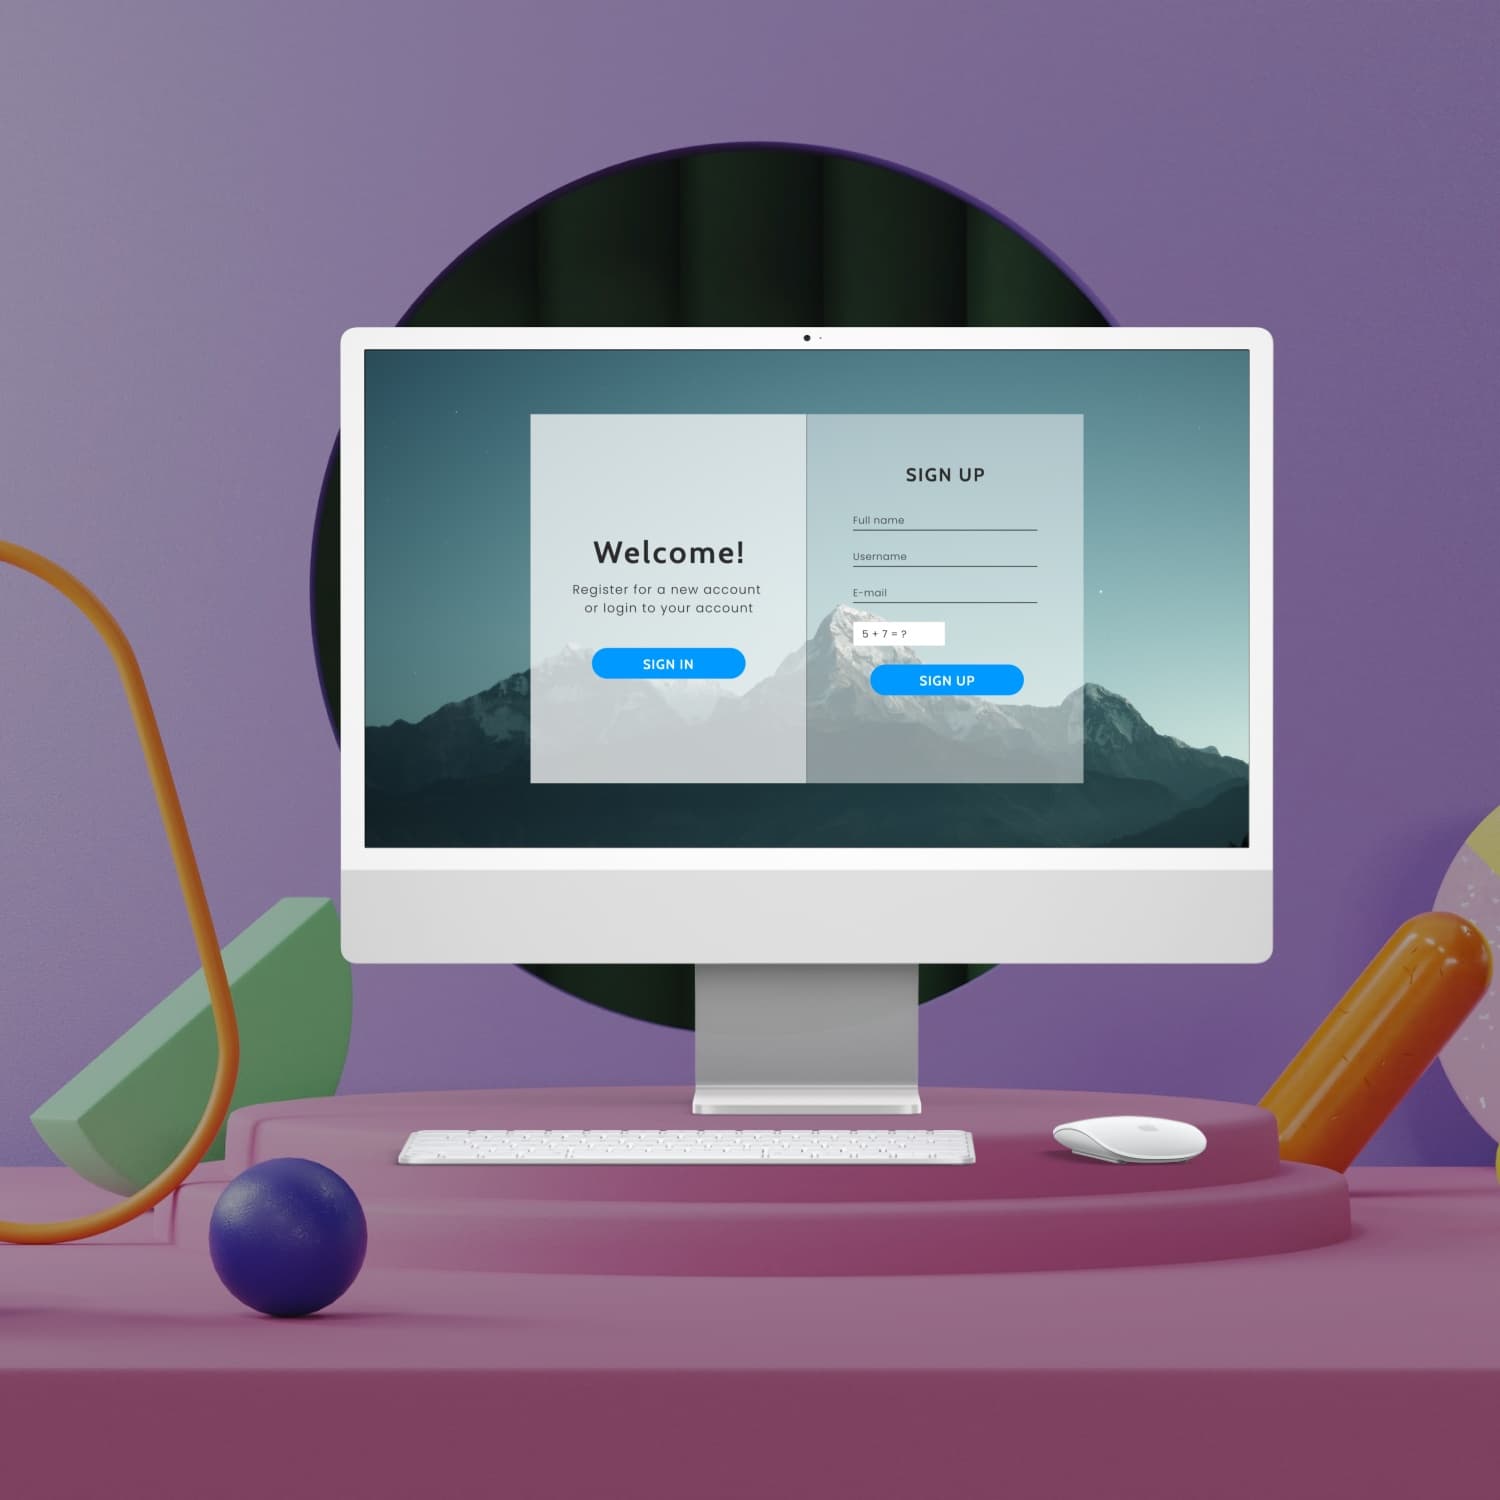 Welcome!
Register for a new account
or login to your account
SIGN IN
SIGN UP
Full name
Username
E-mail
5 + 7 = ?
SIGN UP